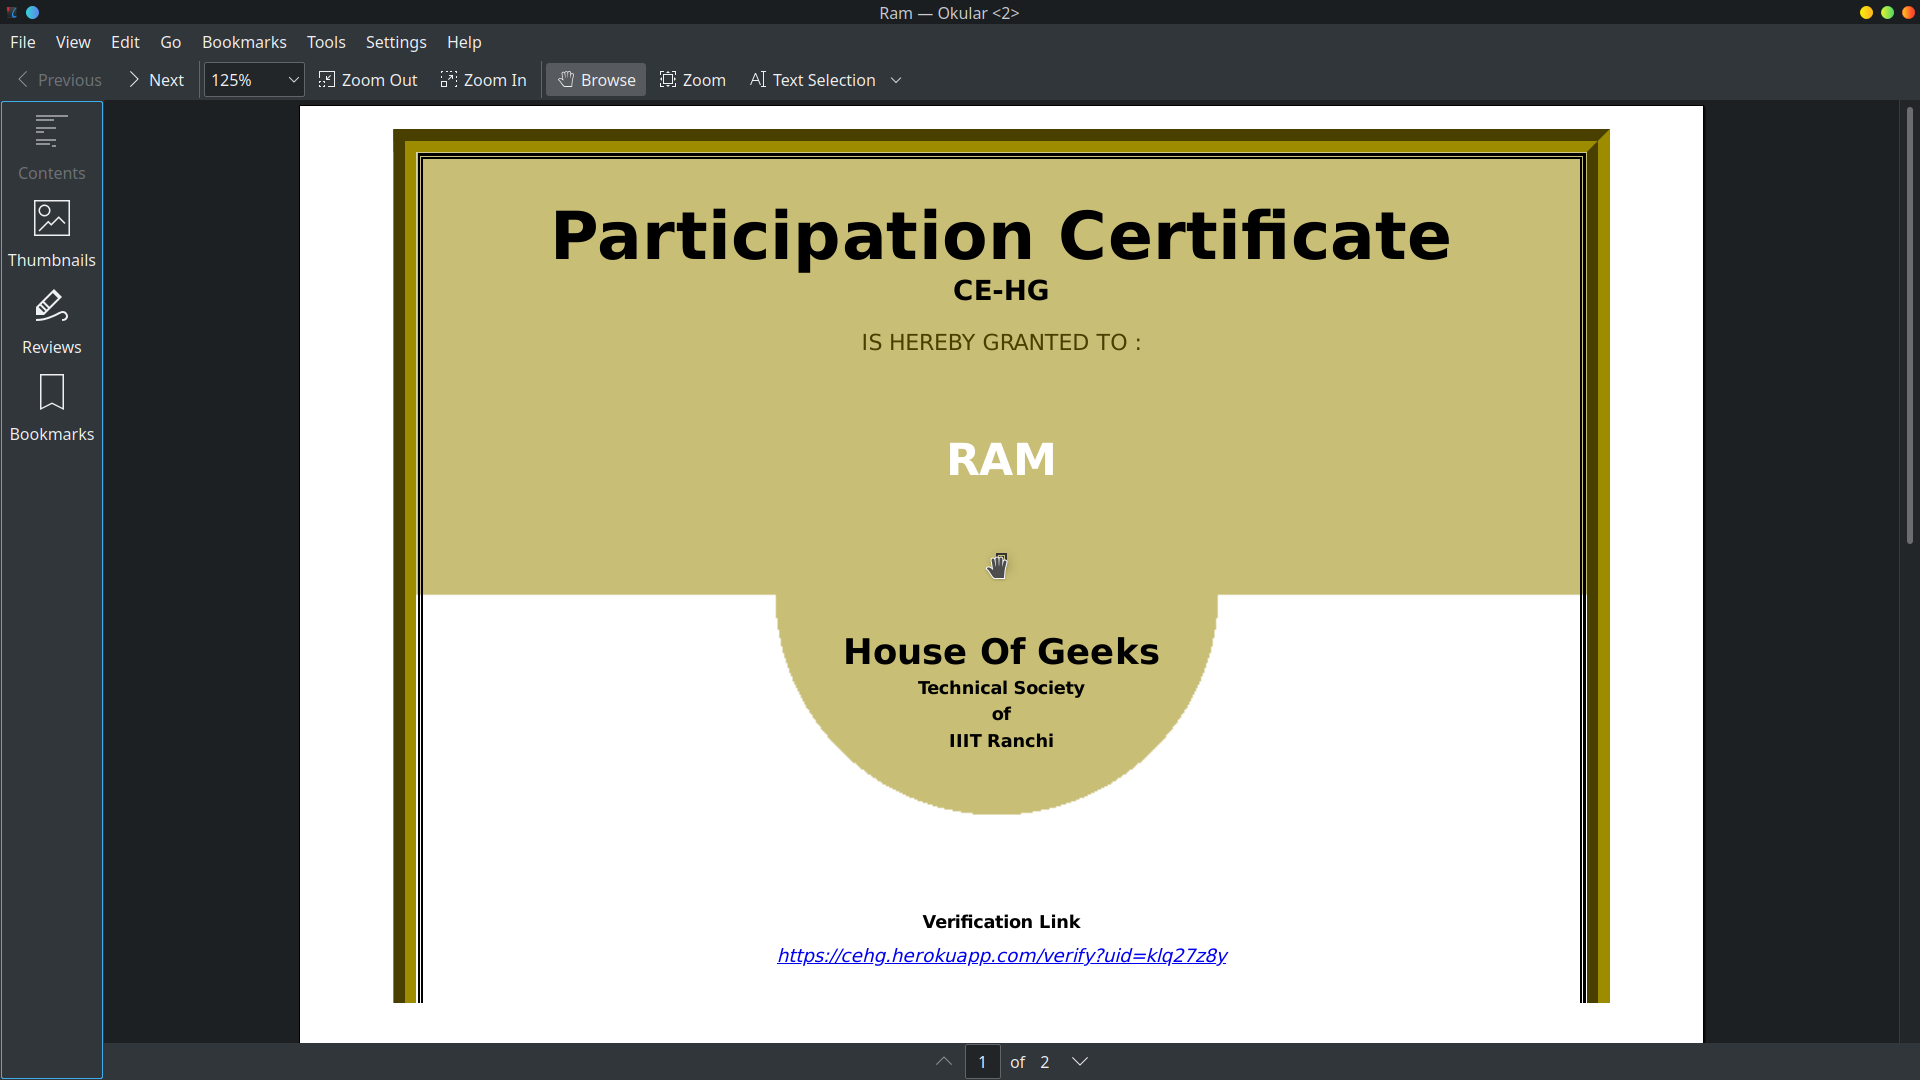 Ram — Okular <2>
File View Edit Go Bookmarks Tools Settings Help
Previous Next 125% Zoom Out Zoom In Browse Zoom Text Selection
Contents
Thumbnails
Reviews
Bookmarks
Participation Certificate
CE-HG
IS HEREBY GRANTED TO :
RAM
House Of Geeks
Technical Society
of
IIIT Ranchi
Verification Link
https://cehg.herokuapp.com/verify?uid=klq27z8y
1 of 2